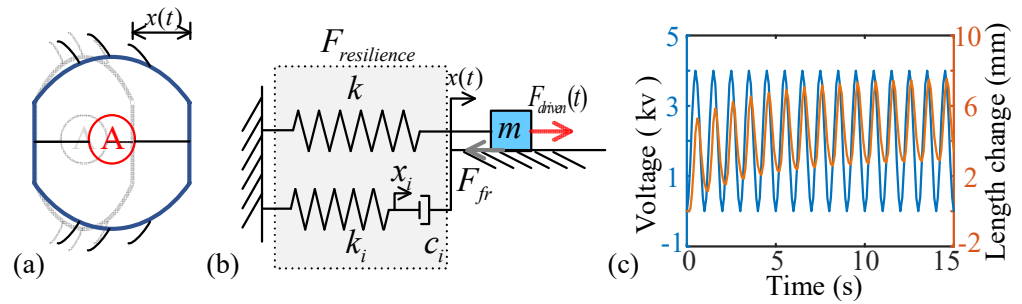 x(t)
A
A
(a)
F_resilience
k
x(t)
F_driven(t)
m
x_i
F_fr
k_i
c_i
(b)
Voltage ( kv)
5
3
1
-1
Length change (mm)
10
6
2
-2
0
5
10
15
Time (s)
(c)